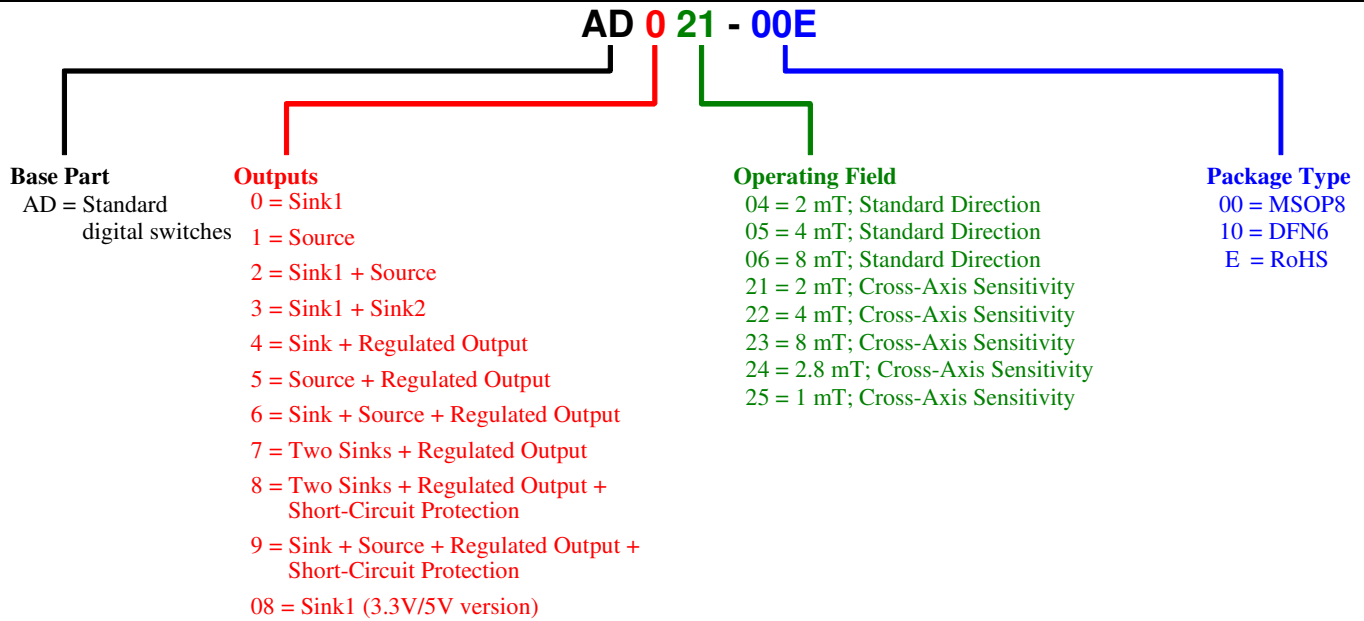 AD 0 21 - 00E
Base Part
AD = Standard
digital switches
Outputs
0 = Sink1
1 = Source
2 = Sink1 + Source
3 = Sink1 + Sink2
4 = Sink + Regulated Output
5 = Source + Regulated Output
6 = Sink + Source + Regulated Output
7 = Two Sinks + Regulated Output
8 = Two Sinks + Regulated Output +
Short-Circuit Protection
9 = Sink + Source + Regulated Output +
Short-Circuit Protection
08 = Sink1 (3.3V/5V version)
Operating Field
04 = 2 mT; Standard Direction
05 = 4 mT; Standard Direction
06 = 8 mT; Standard Direction
21 = 2 mT; Cross-Axis Sensitivity
22 = 4 mT; Cross-Axis Sensitivity
23 = 8 mT; Cross-Axis Sensitivity
24 = 2.8 mT; Cross-Axis Sensitivity
25 = 1 mT; Cross-Axis Sensitivity
Package Type
00 = MSOP8
10 = DFN6
E = RoHS